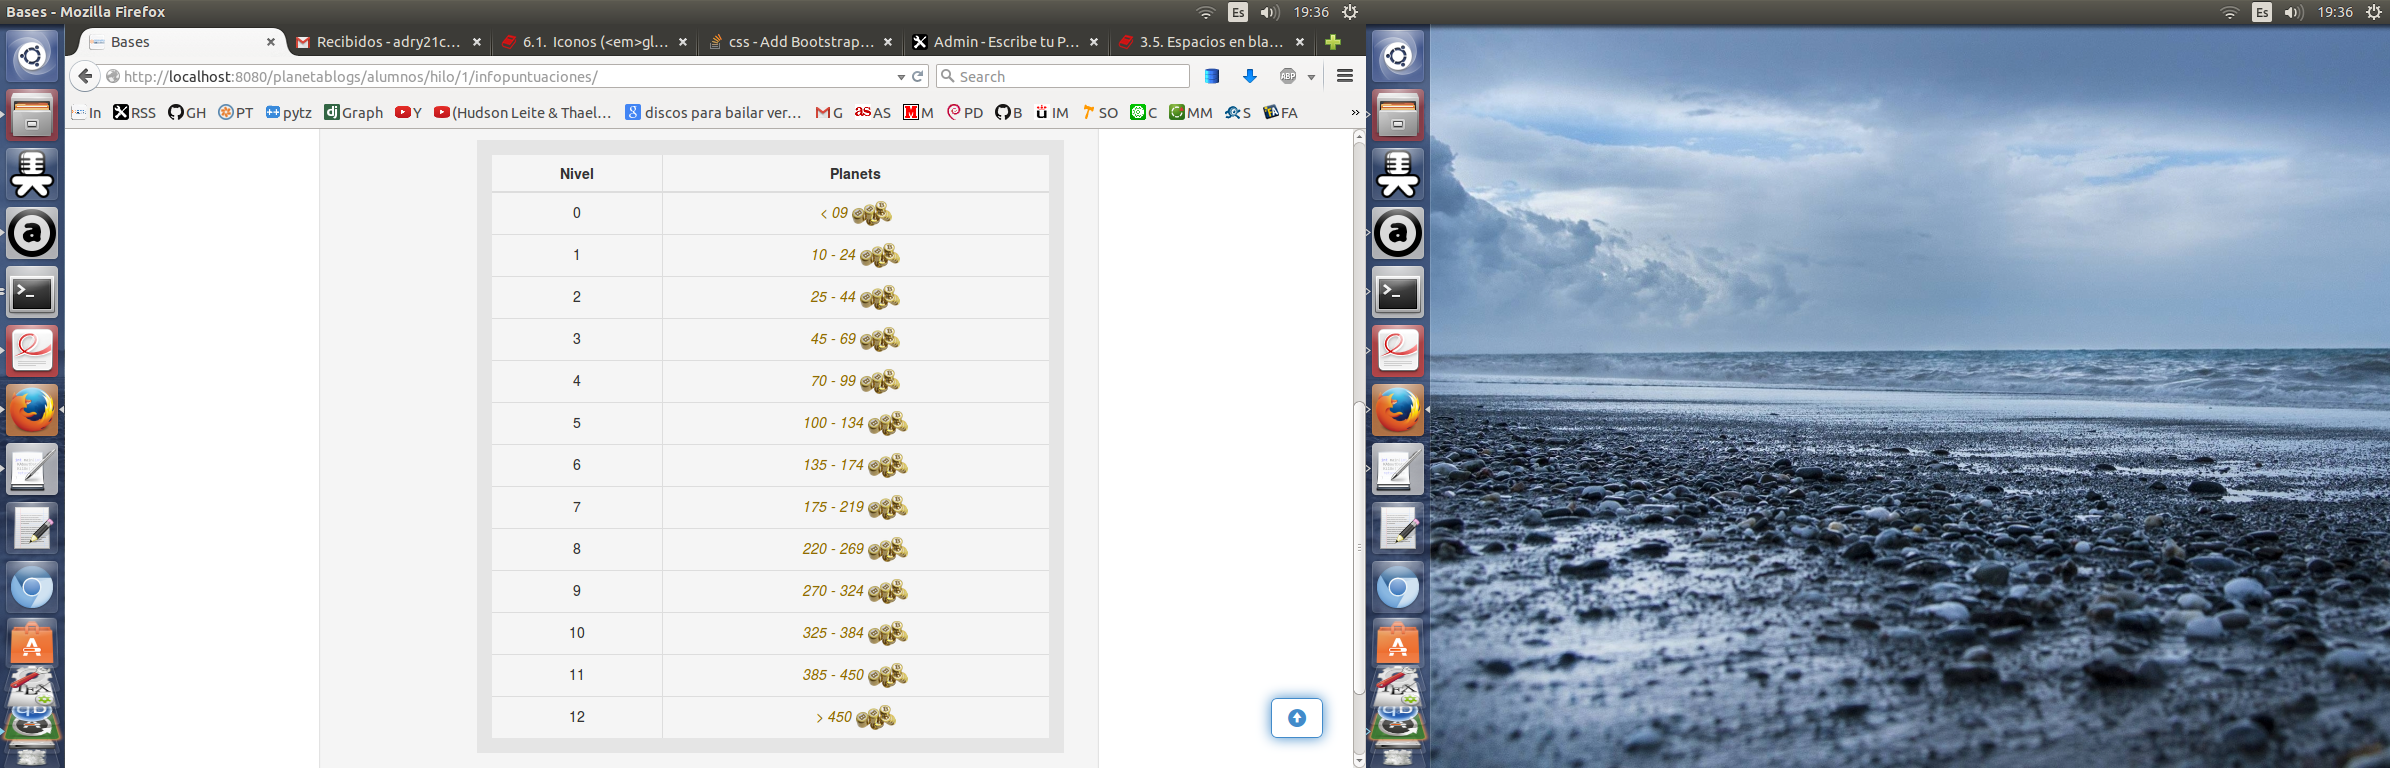 Bases - Mozilla Firefox
Es
19:36
Es
19:36
Bases
Recibidos - adry21c...
6.1. Iconos (<em>gl...
css - Add Bootstrap...
Admin - Escribe tu P...
3.5. Espacios en bla...
http://localhost:8080/planetablogs/alumnos/hilo/1/infopuntuaciones/
Search
ABP
In
RSS
GH
PT
pytz
dj Graph
Y
(Hudson Leite & Thael...
discos para bailar ver...
G
as AS
M
PD
B
IM
SO
C
MM
S
FA
»
Nivel Planets
0 < 09
1 10 - 24
2 25 - 44
3 45 - 69
4 70 - 99
5 100 - 134
6 135 - 174
7 175 - 219
8 220 - 269
9 270 - 324
10 325 - 384
11 385 - 450
12 > 450